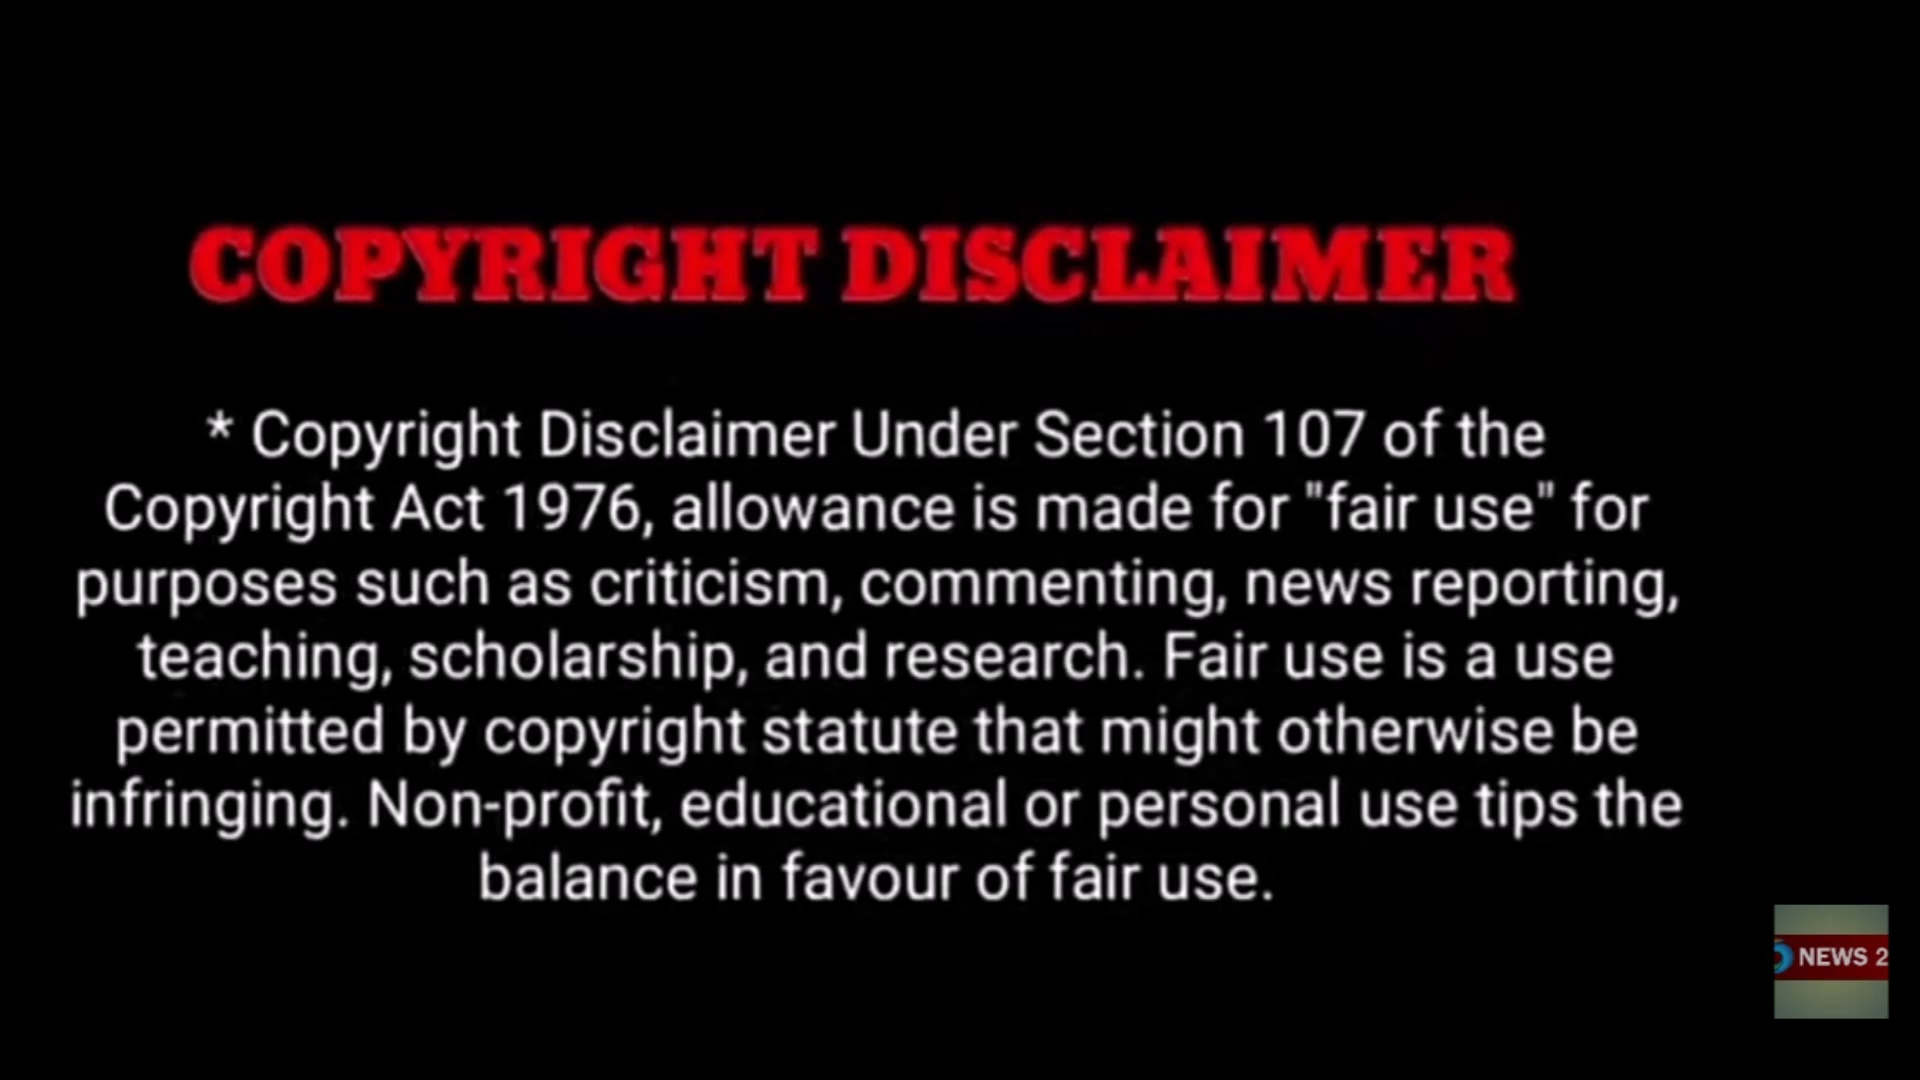 COPYRIGHT DISCLAIMER
* Copyright Disclaimer Under Section 107 of the
Copyright Act 1976, allowance is made for "fair use" for
purposes such as criticism, commenting, news reporting,
teaching, scholarship, and research. Fair use is a use
permitted by copyright statute that might otherwise be
infringing. Non-profit, educational or personal use tips the
balance in favour of fair use.
5 NEWS 2